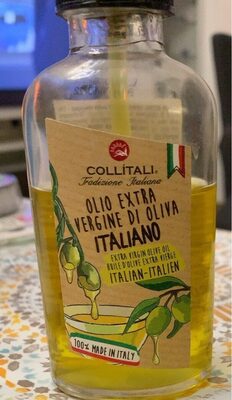 COLLÍTALI®
Tradizione Italiana
OLIO EXTRA
VERGINE DI OLIVA
ITALIANO
EXTRA VIRGIN OLIVE OIL
HUILE D'OLIVE EXTRA VIERGE
ITALIAN-ITALIEN
100% MADE IN ITALY